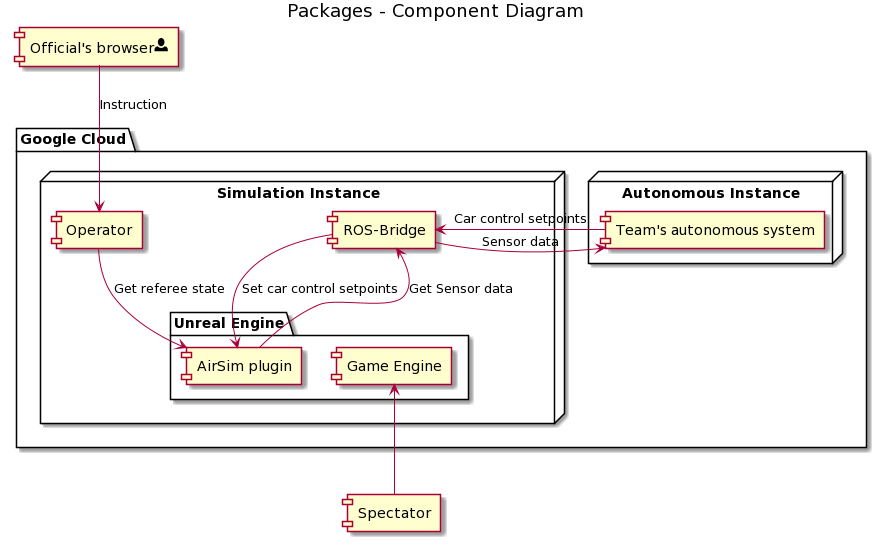 Packages - Component Diagram
Official's browser
Instruction
Google Cloud
Simulation Instance
Autonomous Instance
Operator
ROS-Bridge
Car control setpoints
Team's autonomous system
Sensor data
Get referee state
Set car control setpoints
Get Sensor data
Unreal Engine
AirSim plugin
Game Engine
Spectator